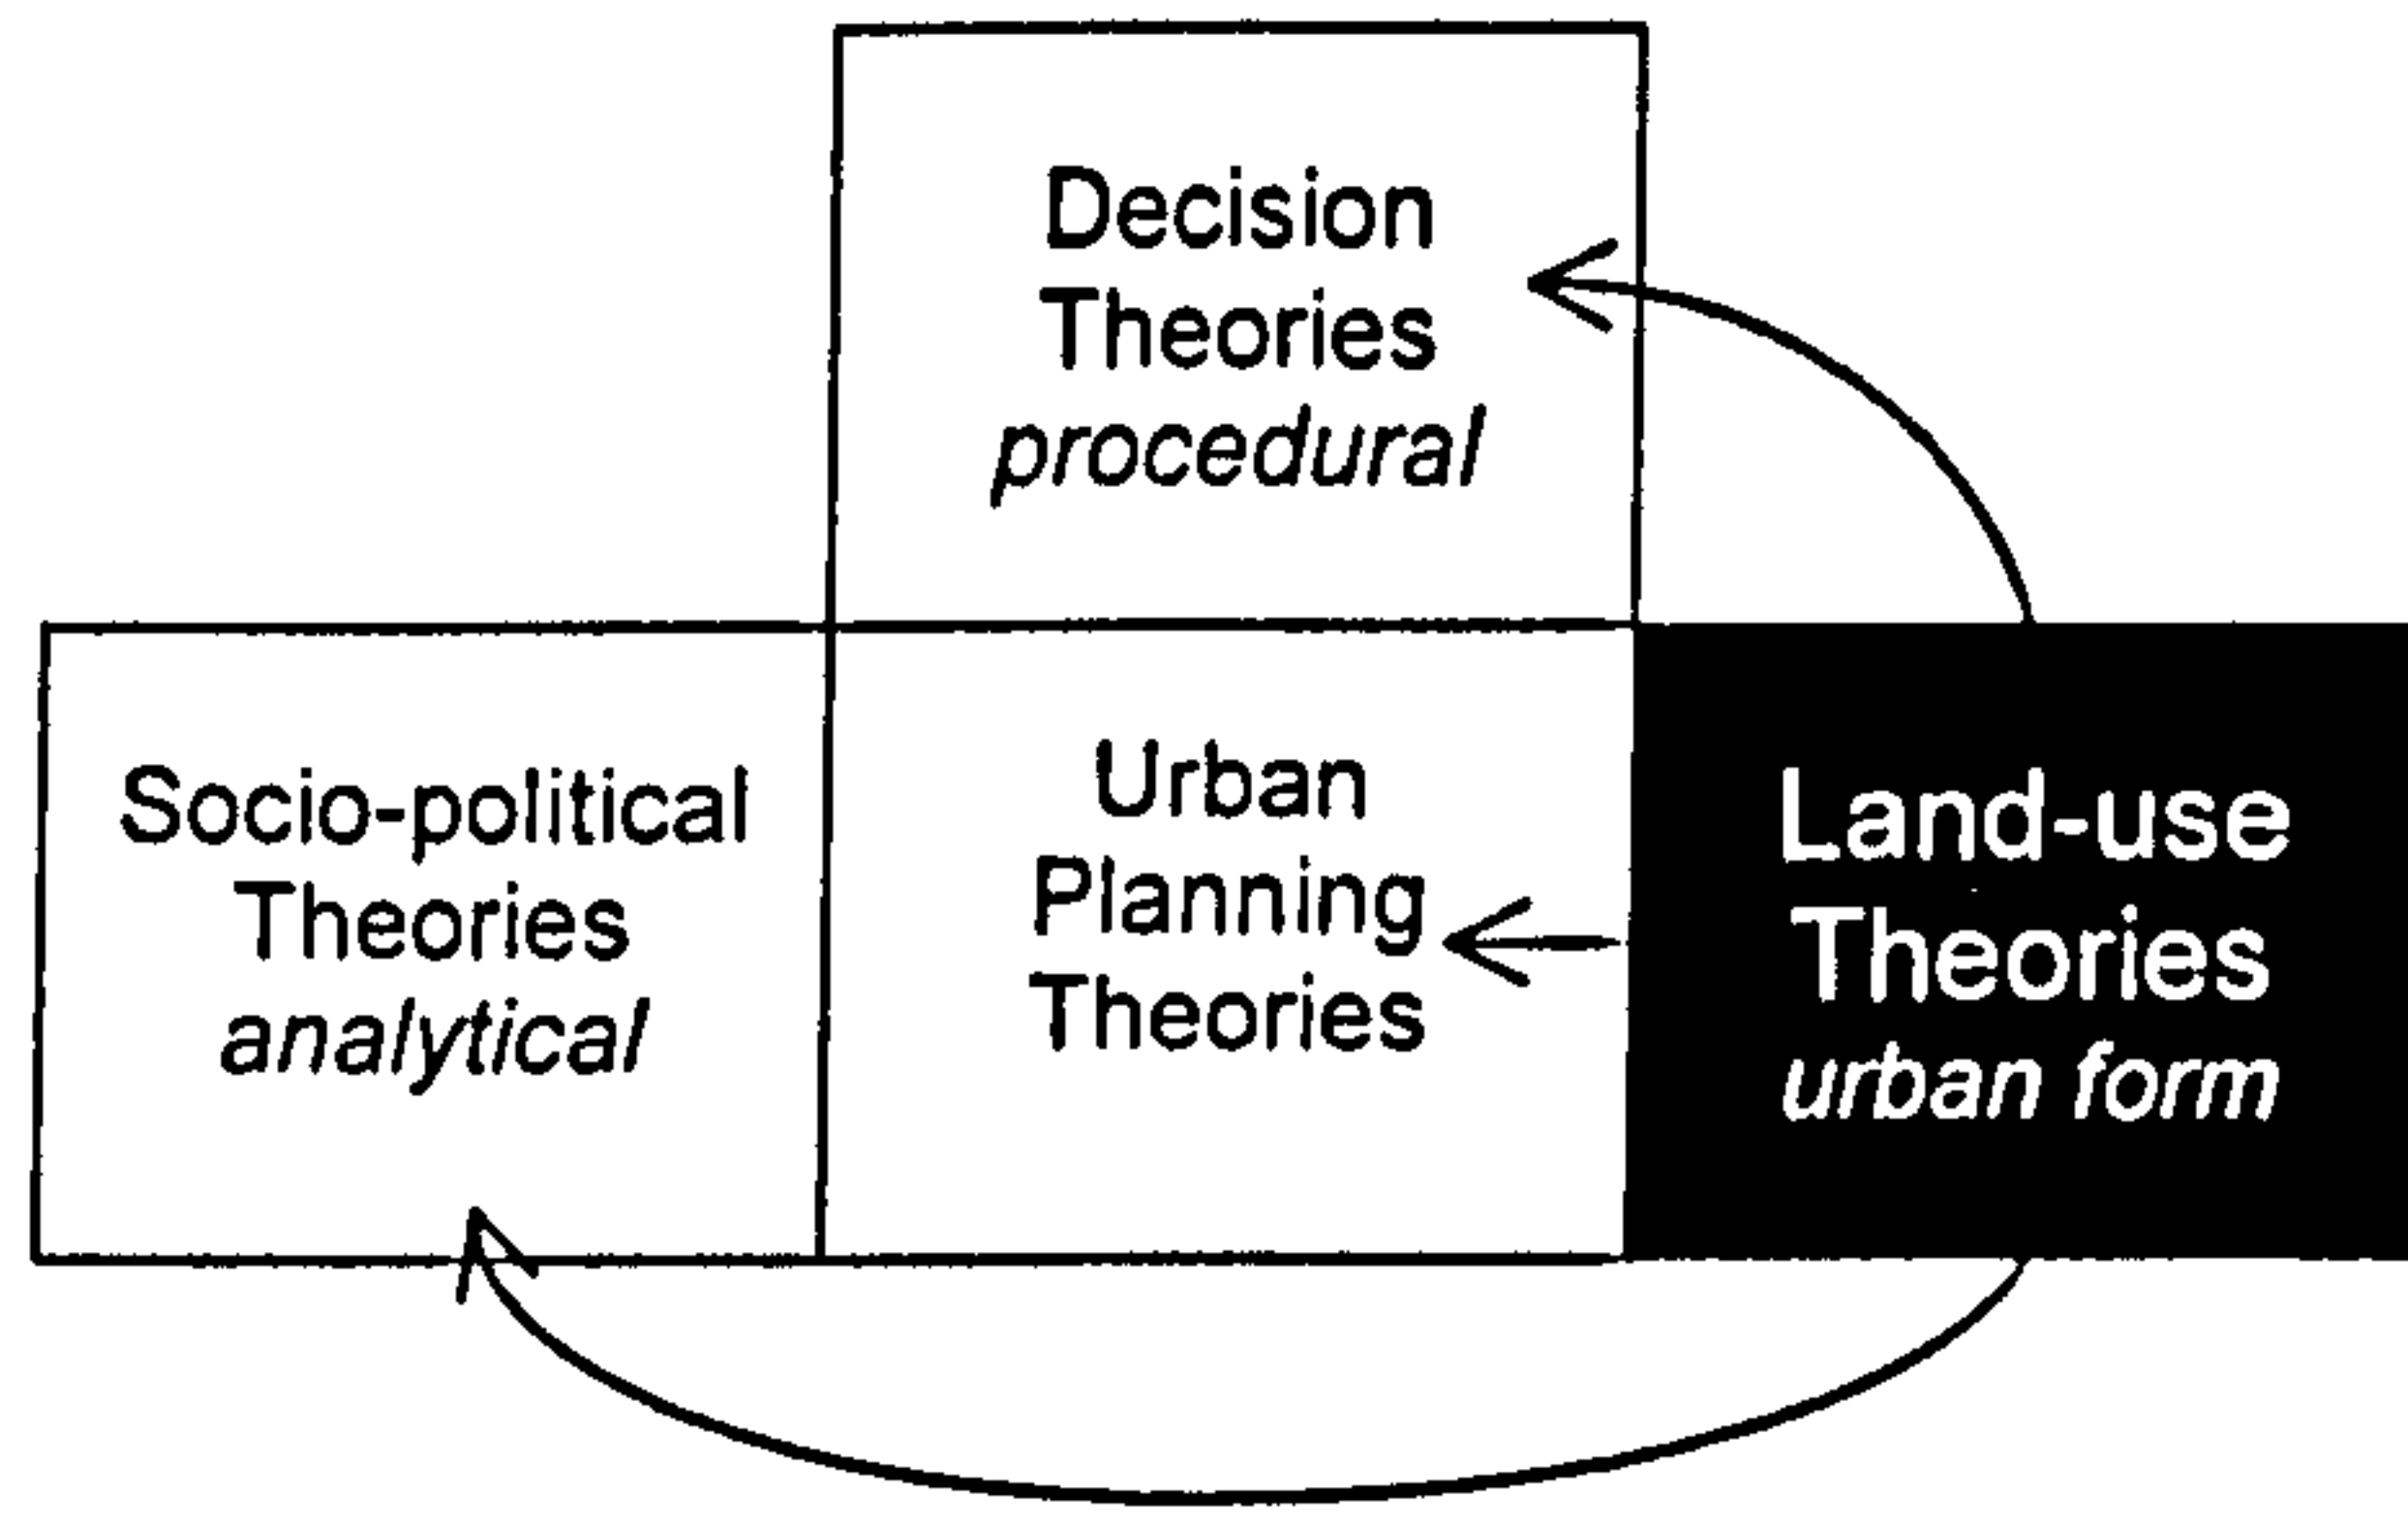 Decision
Theories
procedural
Socio-political
Theories
analytical
Urban
Planning
Theories
Land-use
Theories
urban form